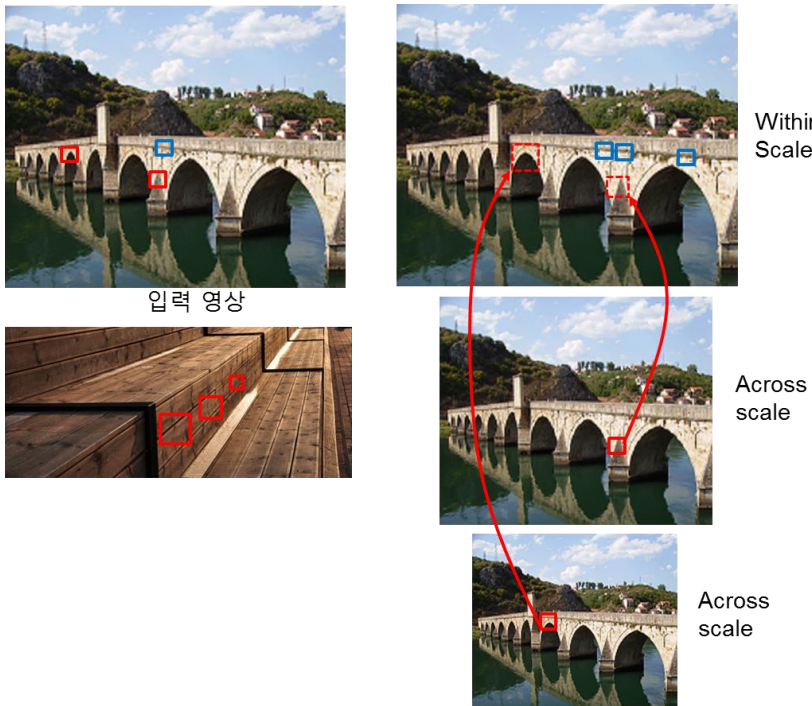 입력 영상
Within
Scale
Across
scale
Across
scale